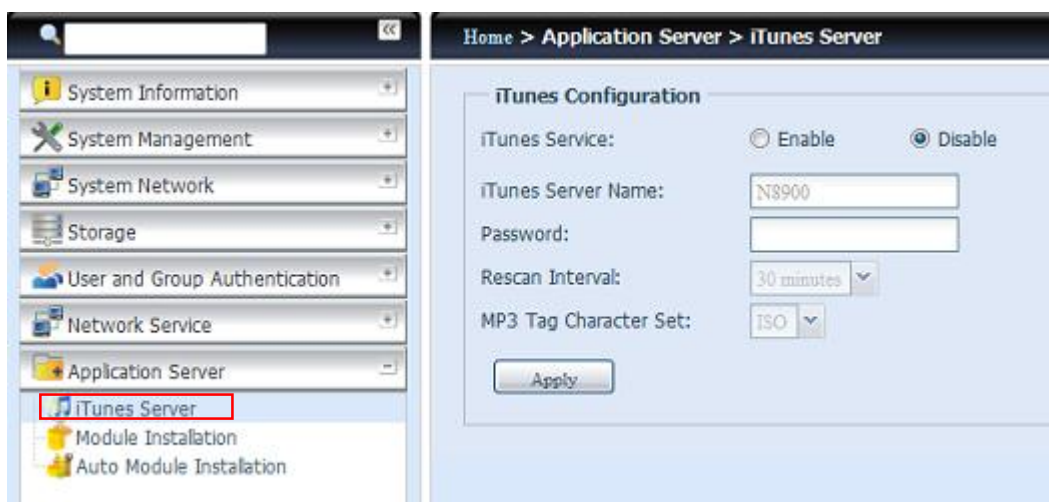 Home > Application Server > iTunes Server
System Information
System Management
System Network
Storage
User and Group Authentication
Network Service
Application Server
iTunes Server
Module Installation
Auto Module Installation
iTunes Configuration
iTunes Service: Enable Disable
iTunes Server Name: N8900
Password:
Rescan Interval: 30 minutes
MP3 Tag Character Set: ISO
Apply